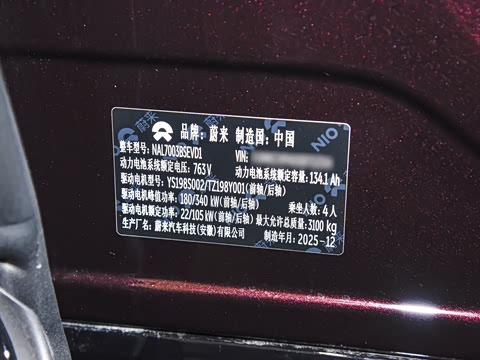 蔚来 品牌: 蔚来 制造国: 中国
整车型号: NAL7003BSEVD1 VIN:
动力电池系统额定电压: 763 V 动力电池系统额定容量: 134.1 Ah
驱动电机型号: YS198S002/TZ198Y001(前轴/后轴)
驱动电机峰值功率: 180/340 kW(前轴/后轴) 乘坐人数: 4人
驱动电机额定功率: 22/105 kW(前轴/后轴) 最大允许总质量: 3100 kg
生产厂名: 蔚来汽车科技(安徽)有限公司 制造年月: 2025-12
NIO